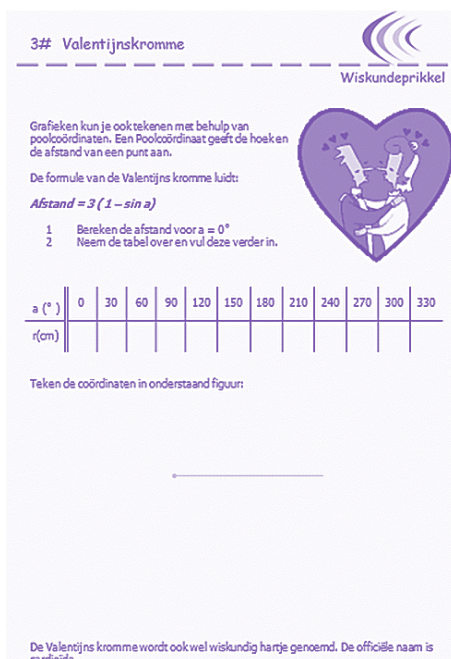 3# Valentijnskromme
Wiskundeprikkel
Grafieken kun je ook tekenen met behulp van
poolcoördinaten. Een Poolcoördinaat geeft de hoek en
de afstand van een punt aan.
De formule van de Valentijns kromme luidt:
Afstand = 3 ( 1 – sin a)
1 Bereken de afstand voor a = 0°
2 Neem de tabel over en vul deze verder in.
a (°) 0 30 60 90 120 150 180 210 240 270 300 330
r(cm)
Teken de coördinaten in onderstaand figuur:
De Valentijns kromme wordt ook wel wiskundig hartje genoemd. De officiële naam is